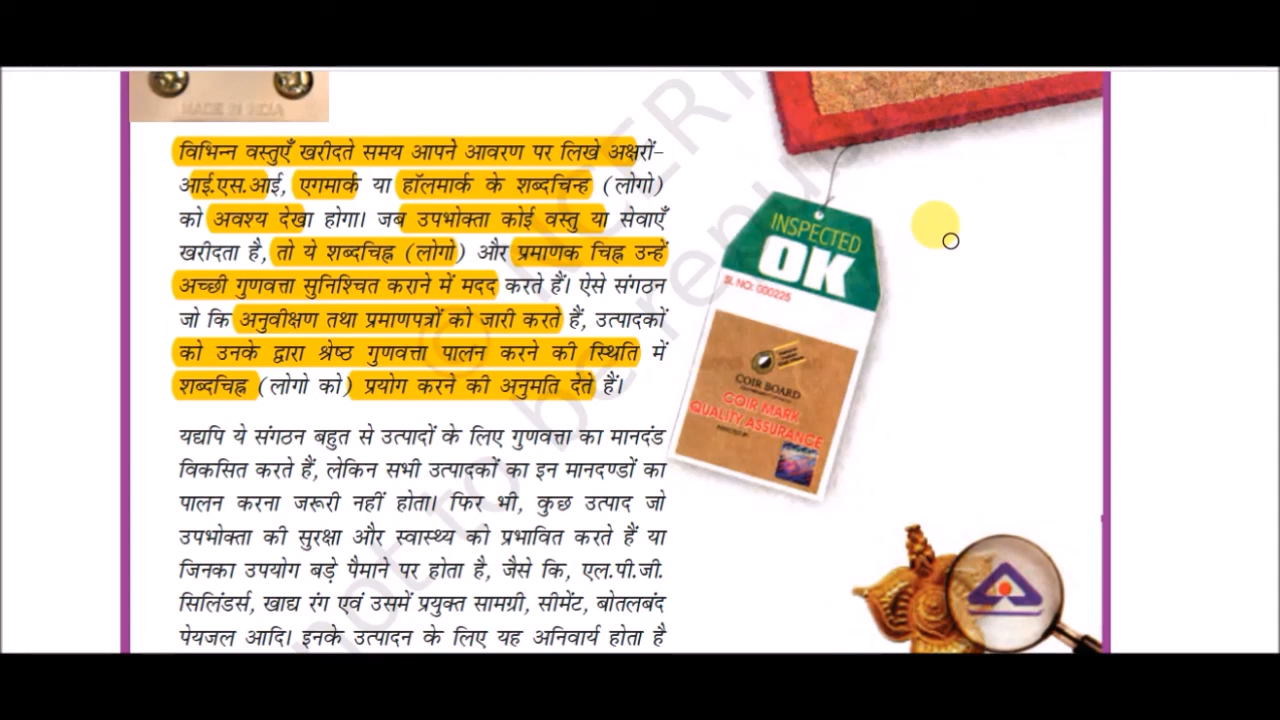 MADE IN INDIA
विभिन्न वस्तुएँ खरीदते समय आपने आवरण पर लिखे अक्षरों-
आई.एस.आई, एगमार्क या हॉलमार्क के शब्दचिन्ह (लोगो)
को अवश्य देखा होगा। जब उपभोक्ता कोई वस्तु या सेवाएँ
खरीदता है, तो ये शब्दचिह्न (लोगो) और प्रमाणक चिह्न उन्हें
अच्छी गुणवत्ता सुनिश्चित कराने में मदद करते हैं। ऐसे संगठन
जो कि अनुवीक्षण तथा प्रमाणपत्रों को जारी करते हैं, उत्पादकों
को उनके द्वारा श्रेष्ठ गुणवत्ता पालन करने की स्थिति में
शब्दचिह्न (लोगो को) प्रयोग करने की अनुमति देते हैं।
यद्यपि ये संगठन बहुत से उत्पादों के लिए गुणवत्ता का मानदंड
विकसित करते हैं, लेकिन सभी उत्पादकों का इन मानदण्डों का
पालन करना जरूरी नहीं होता। फिर भी, कुछ उत्पाद जो
उपभोक्ता की सुरक्षा और स्वास्थ्य को प्रभावित करते हैं या
जिनका उपयोग बड़े पैमाने पर होता है, जैसे कि, एल.पी.जी.
सिलिंडर्स, खाद्य रंग एवं उसमें प्रयुक्त सामग्री, सीमेंट, बोतलबंद
पेयजल आदि। इनके उत्पादन के लिए यह अनिवार्य होता है
INSPECTED
OK
SL NO: 000225
COIR BOARD
COIR MARK
QUALITY ASSURANCE
© NCER
not to be repu